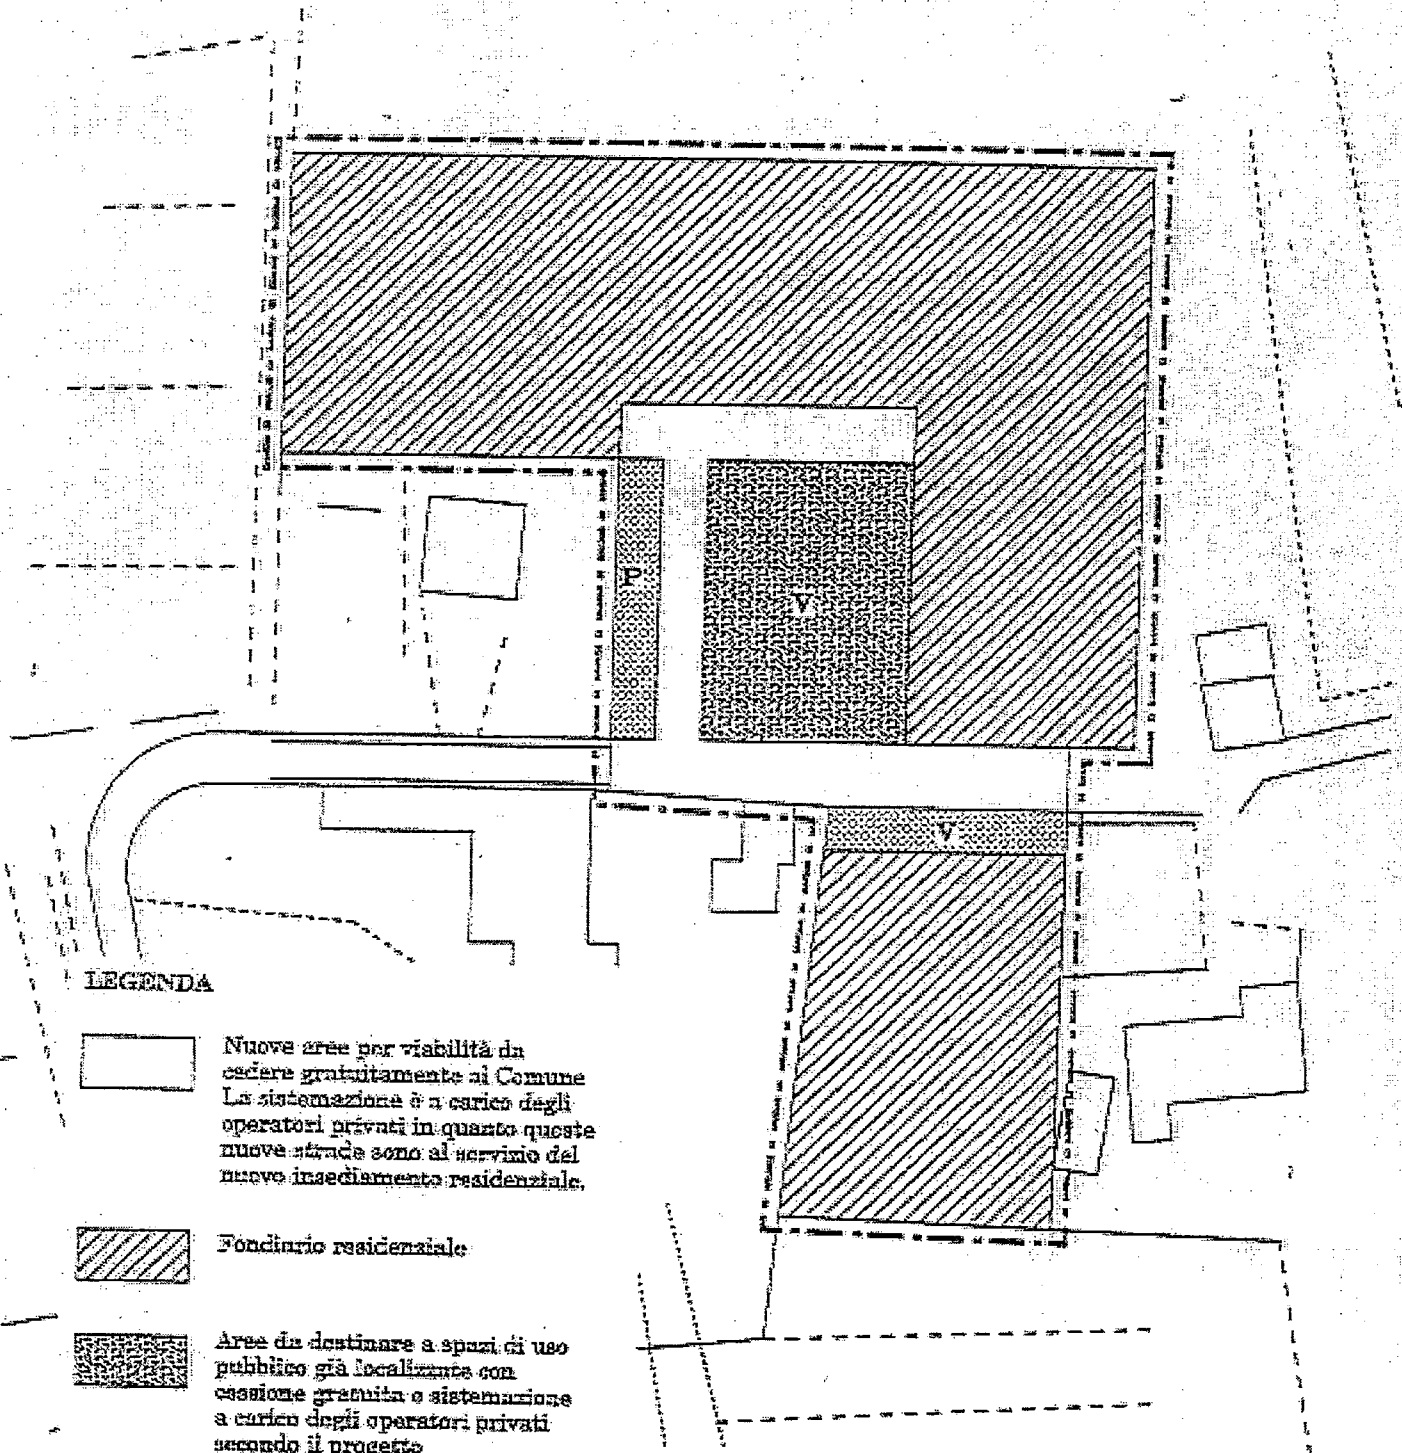 P
V
V
LEGENDA
Nuove aree per viabilità da
cedere gratuitamente al Comune
La sistemazione è a carico degli
operatori privati in quanto queste
nuove strade sono al servizio del
nuovo insediamento residenziale.
Fondiario residenziale
Aree da destinare a spazi di uso
pubblico già localizzate con
cessione gratuita e sistemazione
a carico degli operatori privati
secondo il progetto